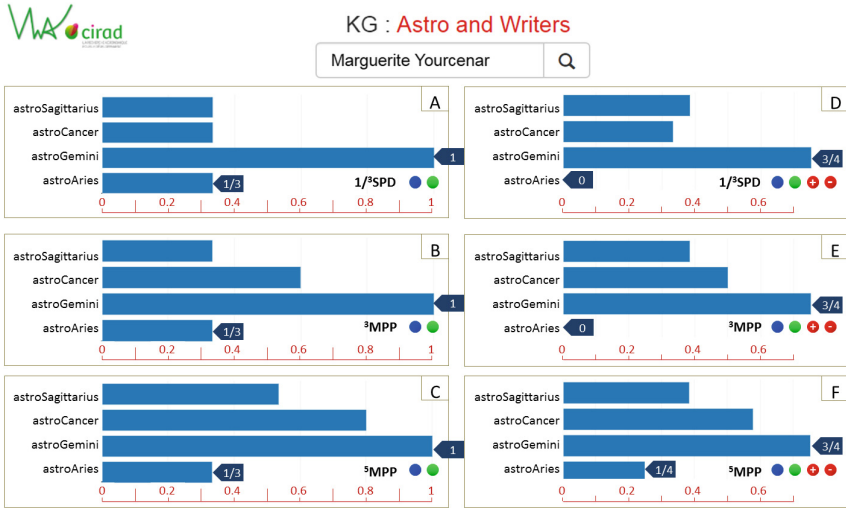 cirad
KG : Astro and Writers
Marguerite Yourcenar
A
astroSagittarius
astroCancer
astroGemini
astroAries
1
1/3
1/³SPD
0 0.2 0.4 0.6 0.8 1
D
astroSagittarius
astroCancer
astroGemini
astroAries
3/4
0
1/³SPD
+ -
0 0.2 0.4 0.6
B
astroSagittarius
astroCancer
astroGemini
astroAries
1
1/3
³MPP
0 0.2 0.4 0.6 0.8 1
E
astroSagittarius
astroCancer
astroGemini
astroAries
3/4
0
³MPP
+ -
0 0.2 0.4 0.6
C
astroSagittarius
astroCancer
astroGemini
astroAries
1
1/3
⁵MPP
0 0.2 0.4 0.6 0.8 1
F
astroSagittarius
astroCancer
astroGemini
astroAries
3/4
1/4
⁵MPP
+ -
0 0.2 0.4 0.6